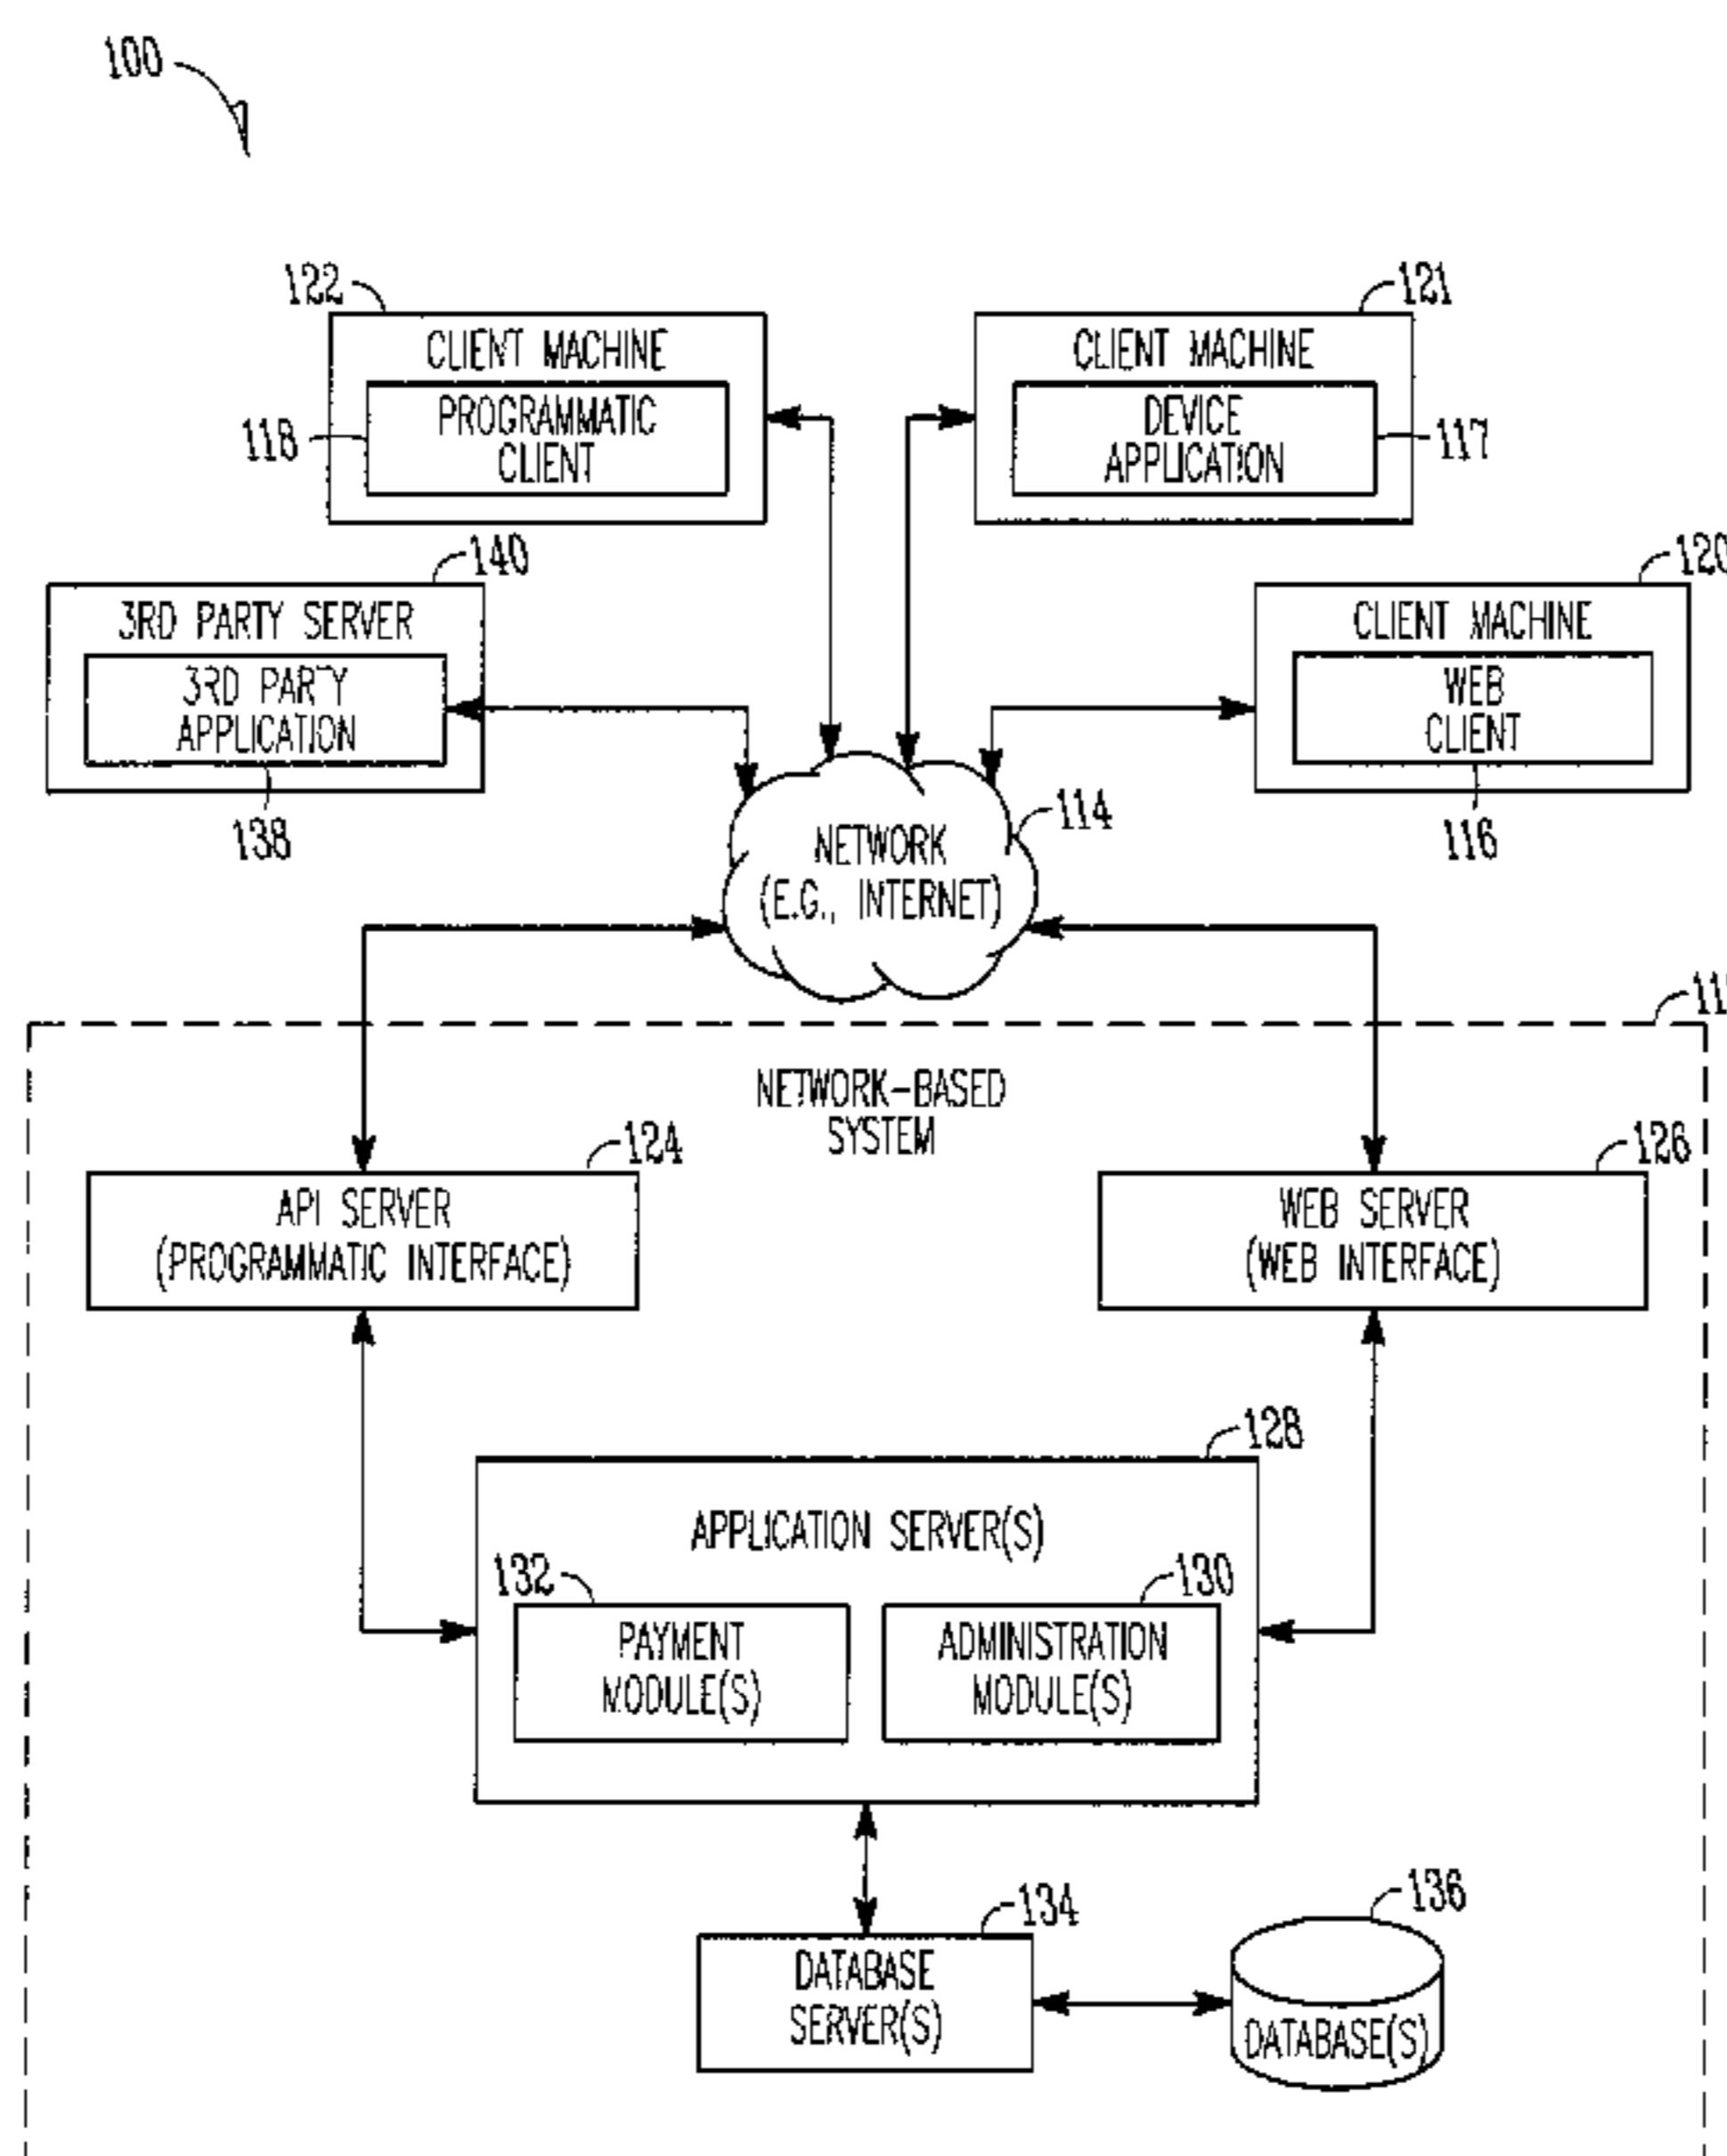 100
122
121
CLIENT MACHINE
CLIENT MACHINE
PROGRAMMATIC
CLIENT
118
DEVICE
APPLICATION
117
140
120
3RD PARTY SERVER
3RD PARTY
APPLICATION
138
CLIENT MACHINE
WEB
CLIENT
116
114
NETWORK
(E.G., INTERNET)
NETWORK-BASED
SYSTEM
124
126
API SERVER
(PROGRAMMATIC INTERFACE)
WEB SERVER
(WEB INTERFACE)
128
APPLICATION SERVER(S)
132
130
PAYMENT
MODULE(S)
ADMINISTRATION
MODULE(S)
134
136
DATABASE
SERVER(S)
DATABASE(S)